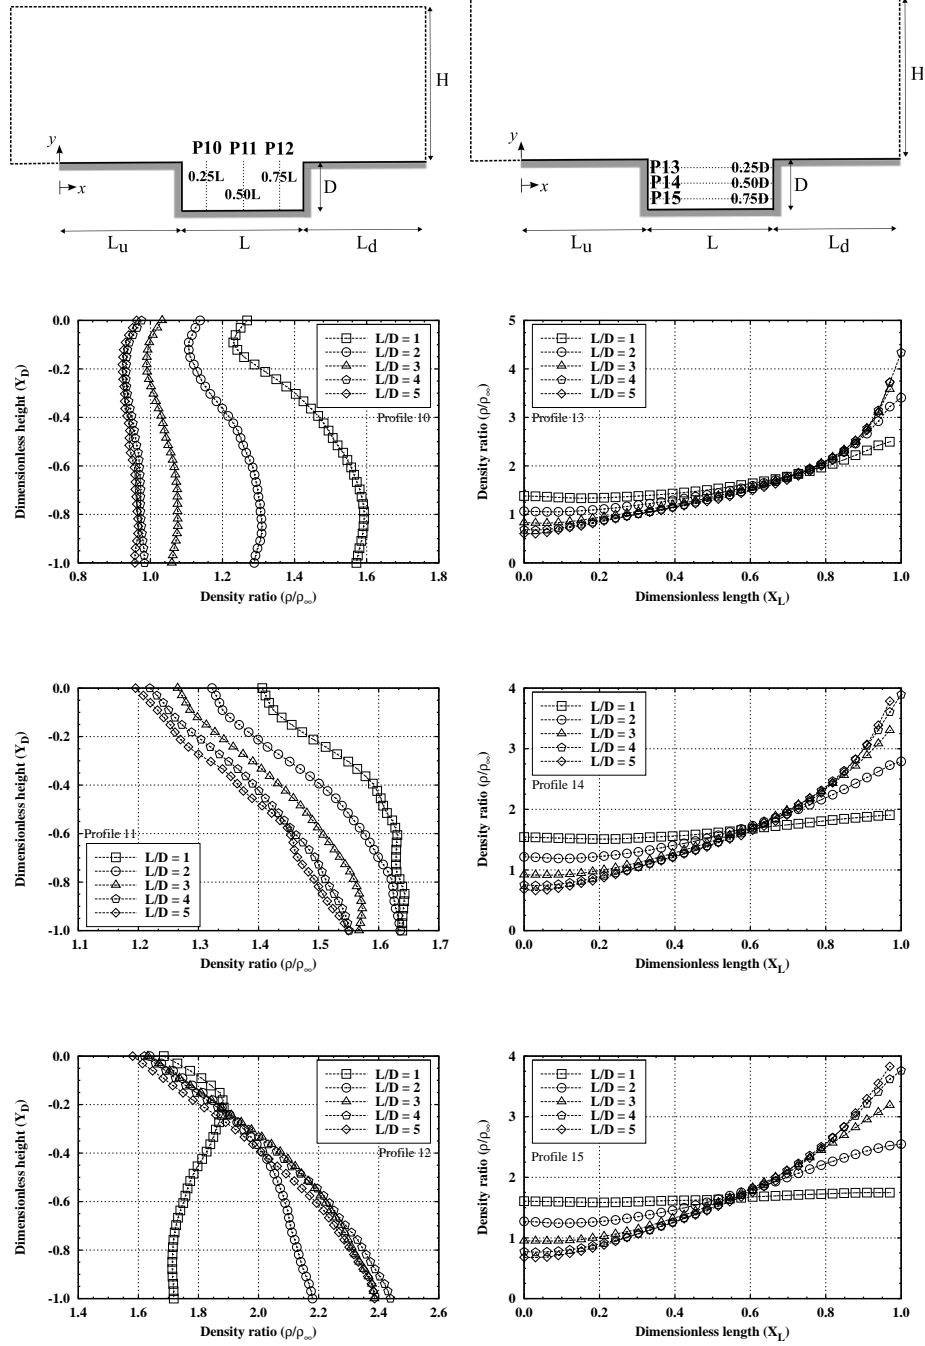 H
y
x
P10 P11 P12
0.25L 0.75L
0.50L
D
L_u L L_d
H
y
x
P13 0.25D
P14 0.50D
P15 0.75D
D
L_u L L_d
Dimensionless height (Y_D)
0.0
-0.2
-0.4
-0.6
-0.8
-1.0
0.8 1.0 1.2 1.4 1.6 1.8
Density ratio (ρ/ρ∞)
L/D = 1
L/D = 2
L/D = 3
L/D = 4
L/D = 5
Profile 10
Density ratio (ρ/ρ∞)
5
4
3
2
1
0
0.0 0.2 0.4 0.6 0.8 1.0
Dimensionless length (X_L)
L/D = 1
L/D = 2
L/D = 3
L/D = 4
L/D = 5
Profile 13
Dimensionless height (Y_D)
0.0
-0.2
-0.4
-0.6
-0.8
-1.0
1.1 1.2 1.3 1.4 1.5 1.6 1.7
Density ratio (ρ/ρ∞)
Profile 11
L/D = 1
L/D = 2
L/D = 3
L/D = 4
L/D = 5
Density ratio (ρ/ρ∞)
4
3
2
1
0
0.0 0.2 0.4 0.6 0.8 1.0
Dimensionless length (X_L)
L/D = 1
L/D = 2
L/D = 3
L/D = 4
L/D = 5
Profile 14
Dimensionless height (Y_D)
0.0
-0.2
-0.4
-0.6
-0.8
-1.0
1.4 1.6 1.8 2.0 2.2 2.4 2.6
Density ratio (ρ/ρ∞)
L/D = 1
L/D = 2
L/D = 3
L/D = 4
L/D = 5
Profile 12
Density ratio (ρ/ρ∞)
4
3
2
1
0
0.0 0.2 0.4 0.6 0.8 1.0
Dimensionless length (X_L)
L/D = 1
L/D = 2
L/D = 3
L/D = 4
L/D = 5
Profile 15